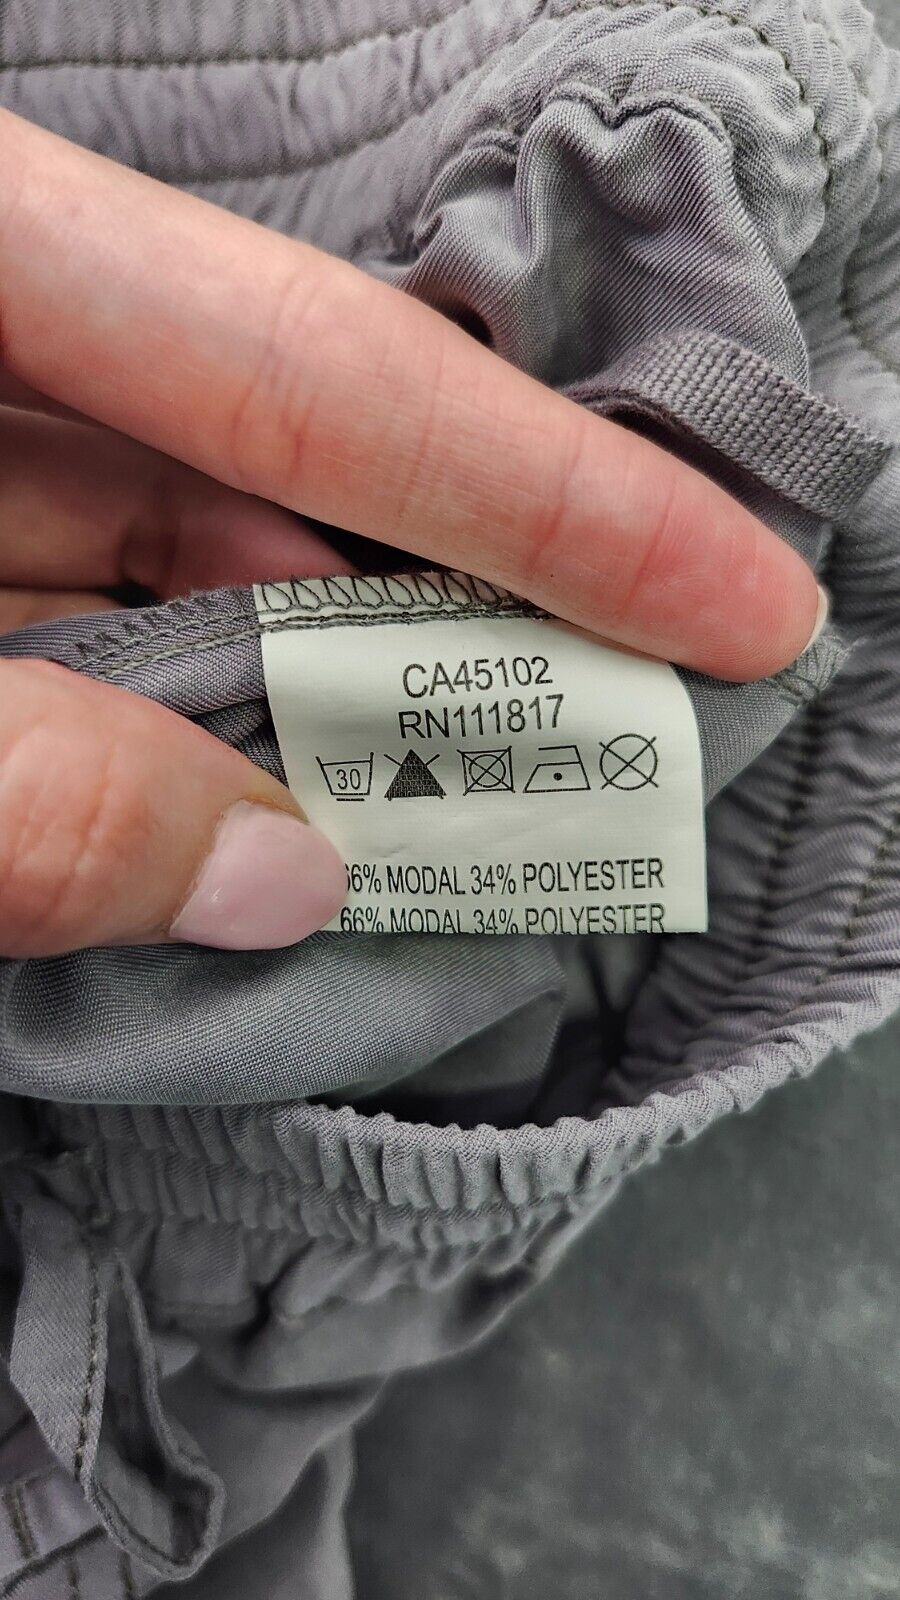 CA45102
RN111817
30
66% MODAL 34% POLYESTER
66% MODAL 34% POLYESTER